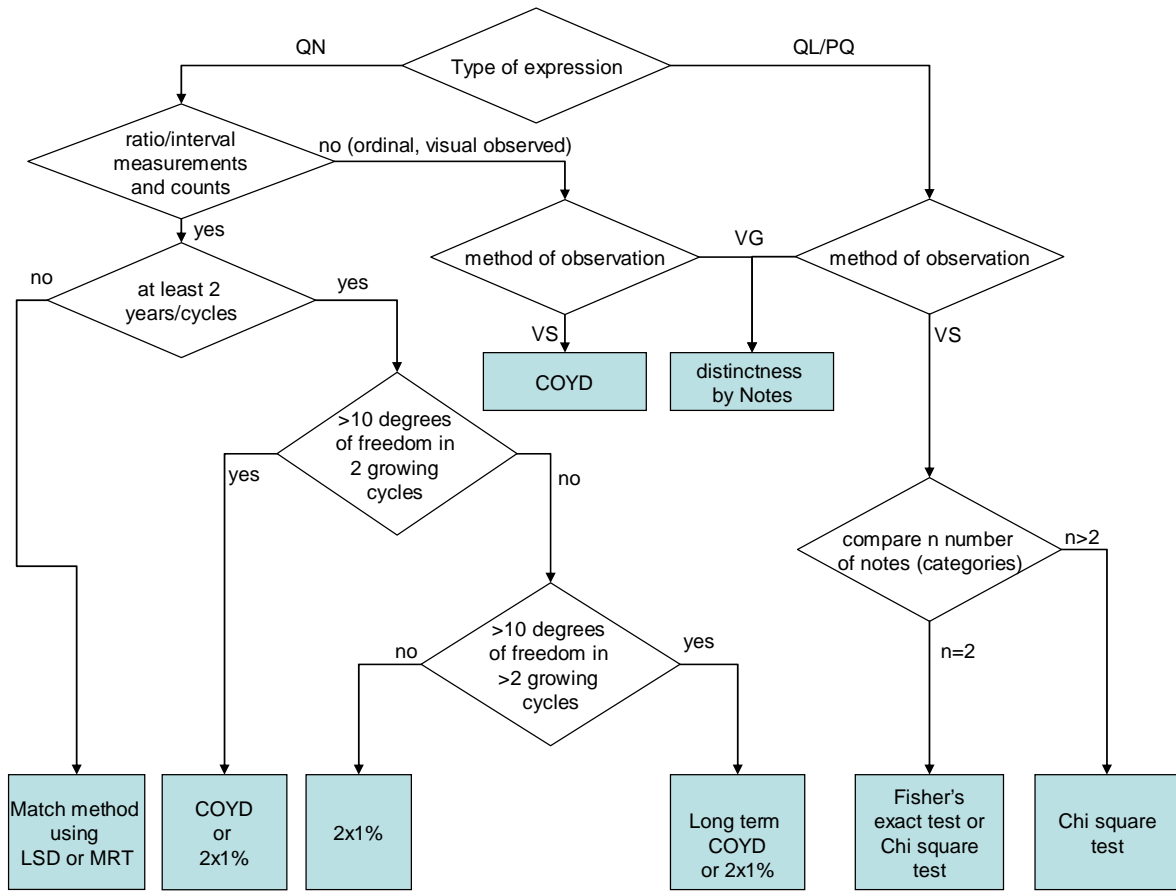 QN
QL/PQ
Type of expression
ratio/interval
measurements
and counts
no (ordinal, visual observed)
yes
method of observation
VG
method of observation
no
at least 2
years/cycles
yes
VS
VS
COYD
distinctness
by Notes
>10 degrees
of freedom in
2 growing
cycles
yes
no
compare n number
of notes (categories)
n>2
n=2
>10 degrees
of freedom in
>2 growing
cycles
no
yes
Match method
using
LSD or MRT
COYD
or
2x1%
2x1%
Long term
COYD
or 2x1%
Fisher's
exact test or
Chi square
test
Chi square
test